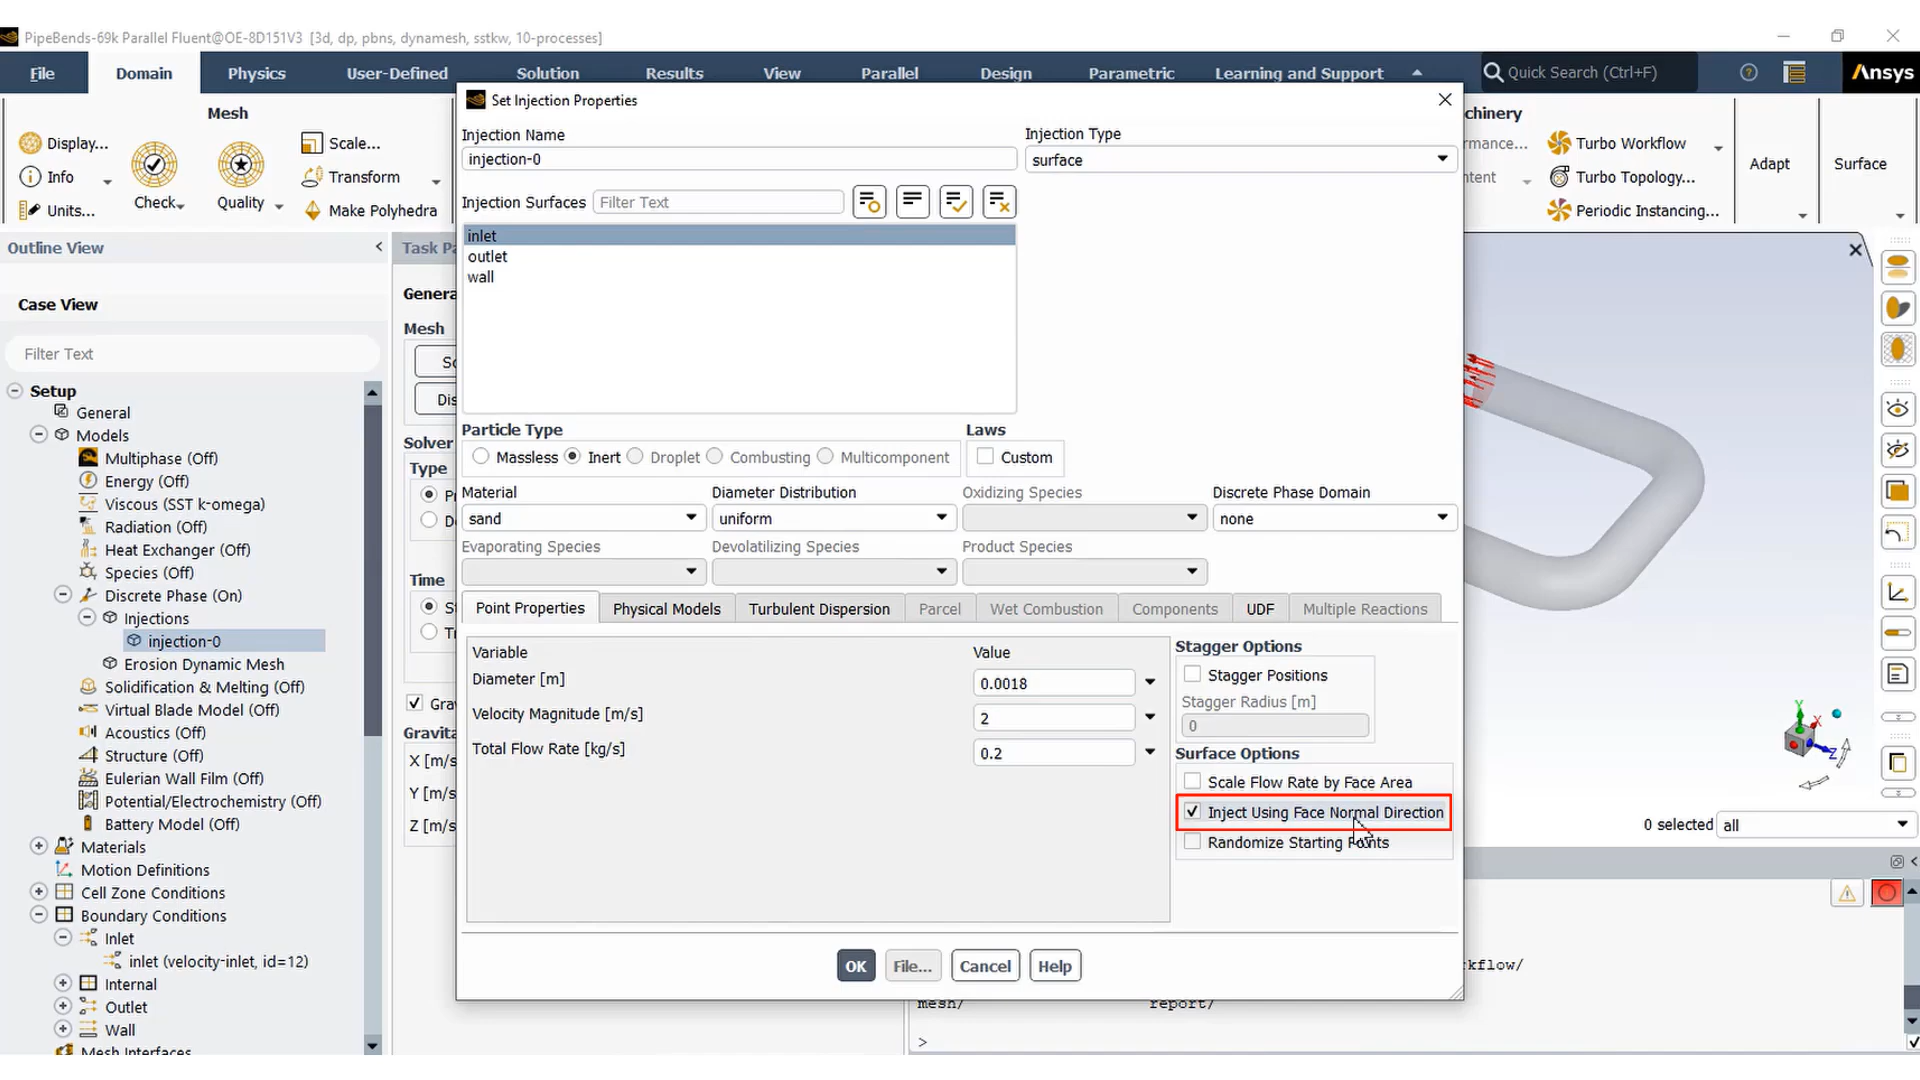 PipeBends-69k Parallel Fluent@OE-8D151V3 [3d, dp, pbns, dynamesh, sstkw, 10-processes]
File Domain Physics User-Defined Solution Results View Parallel Design Parametric Learning and Support Quick Search (Ctrl+F) Ansys
Mesh
Display...
Info
Units...
Check
Quality
Scale...
Transform
Make Polyhedra
chinery
rmance...
ntent
Turbo Workflow
Turbo Topology...
Periodic Instancing...
Adapt
Surface
Outline View
Case View
Filter Text
Setup
General
Models
Multiphase (Off)
Energy (Off)
Viscous (SST k-omega)
Radiation (Off)
Heat Exchanger (Off)
Species (Off)
Discrete Phase (On)
Injections
injection-0
Erosion Dynamic Mesh
Solidification & Melting (Off)
Virtual Blade Model (Off)
Acoustics (Off)
Structure (Off)
Eulerian Wall Film (Off)
Potential/Electrochemistry (Off)
Battery Model (Off)
Materials
Motion Definitions
Cell Zone Conditions
Boundary Conditions
Inlet
inlet (velocity-inlet, id=12)
Internal
Outlet
Wall
Mesh Interfaces
Task Pa
Genera
Mesh
Sc
Dis
Solver
Type
Pr
De
Time
St
Tr
Grav
Gravita
X [m/s
Y [m/s
Z [m/s
Set Injection Properties
Injection Name
injection-0
Injection Type
surface
Injection Surfaces Filter Text
inlet
outlet
wall
Particle Type
Massless Inert Droplet Combusting Multicomponent
Laws
Custom
Material
sand
Diameter Distribution
uniform
Oxidizing Species
Discrete Phase Domain
none
Evaporating Species Devolatilizing Species Product Species
Point Properties Physical Models Turbulent Dispersion Parcel Wet Combustion Components UDF Multiple Reactions
Variable Value
Diameter [m] 0.0018
Velocity Magnitude [m/s] 2
Total Flow Rate [kg/s] 0.2
Stagger Options
Stagger Positions
Stagger Radius [m]
0
Surface Options
Scale Flow Rate by Face Area
Inject Using Face Normal Direction
Randomize Starting Points
OK File... Cancel Help
Y
X
Z
0 selected all
kflow/
mesh/ report/
>